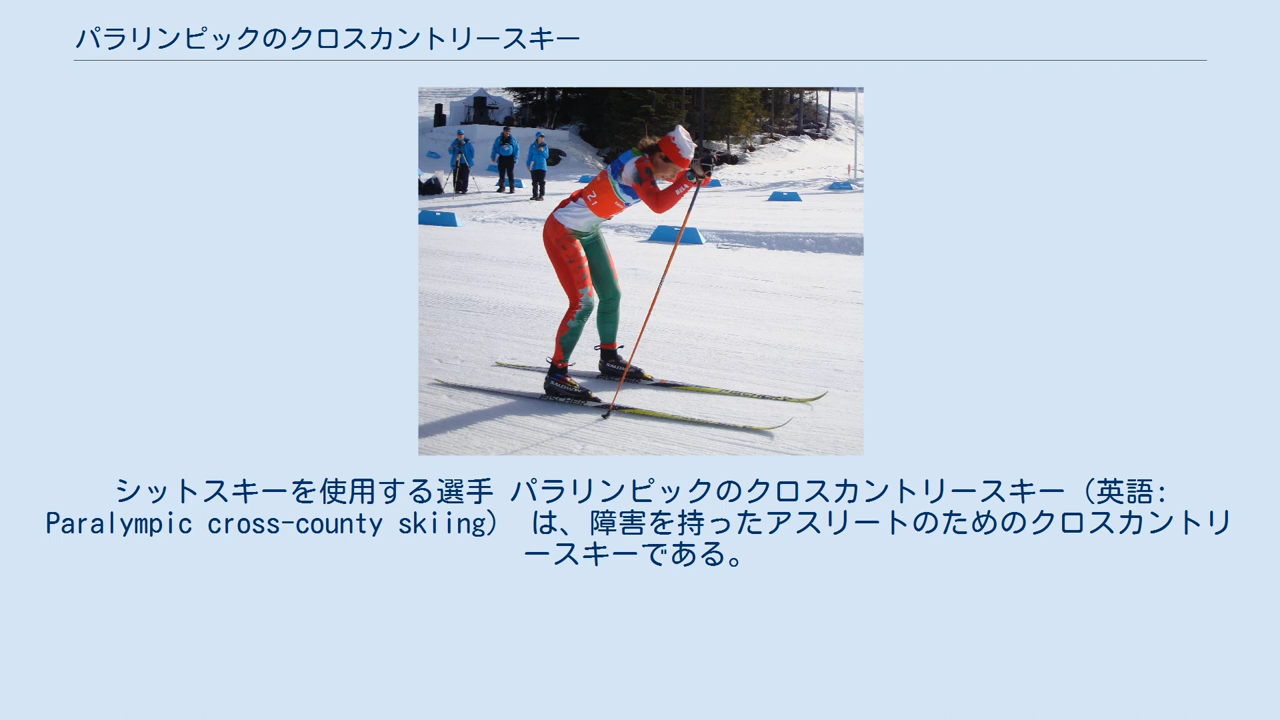 パラリンピックのクロスカントリースキー
21
シットスキーを使用する選手 パラリンピックのクロスカントリースキー（英語:
Paralympic cross-county skiing） は、障害を持ったアスリートのためのクロスカントリ
ースキーである。